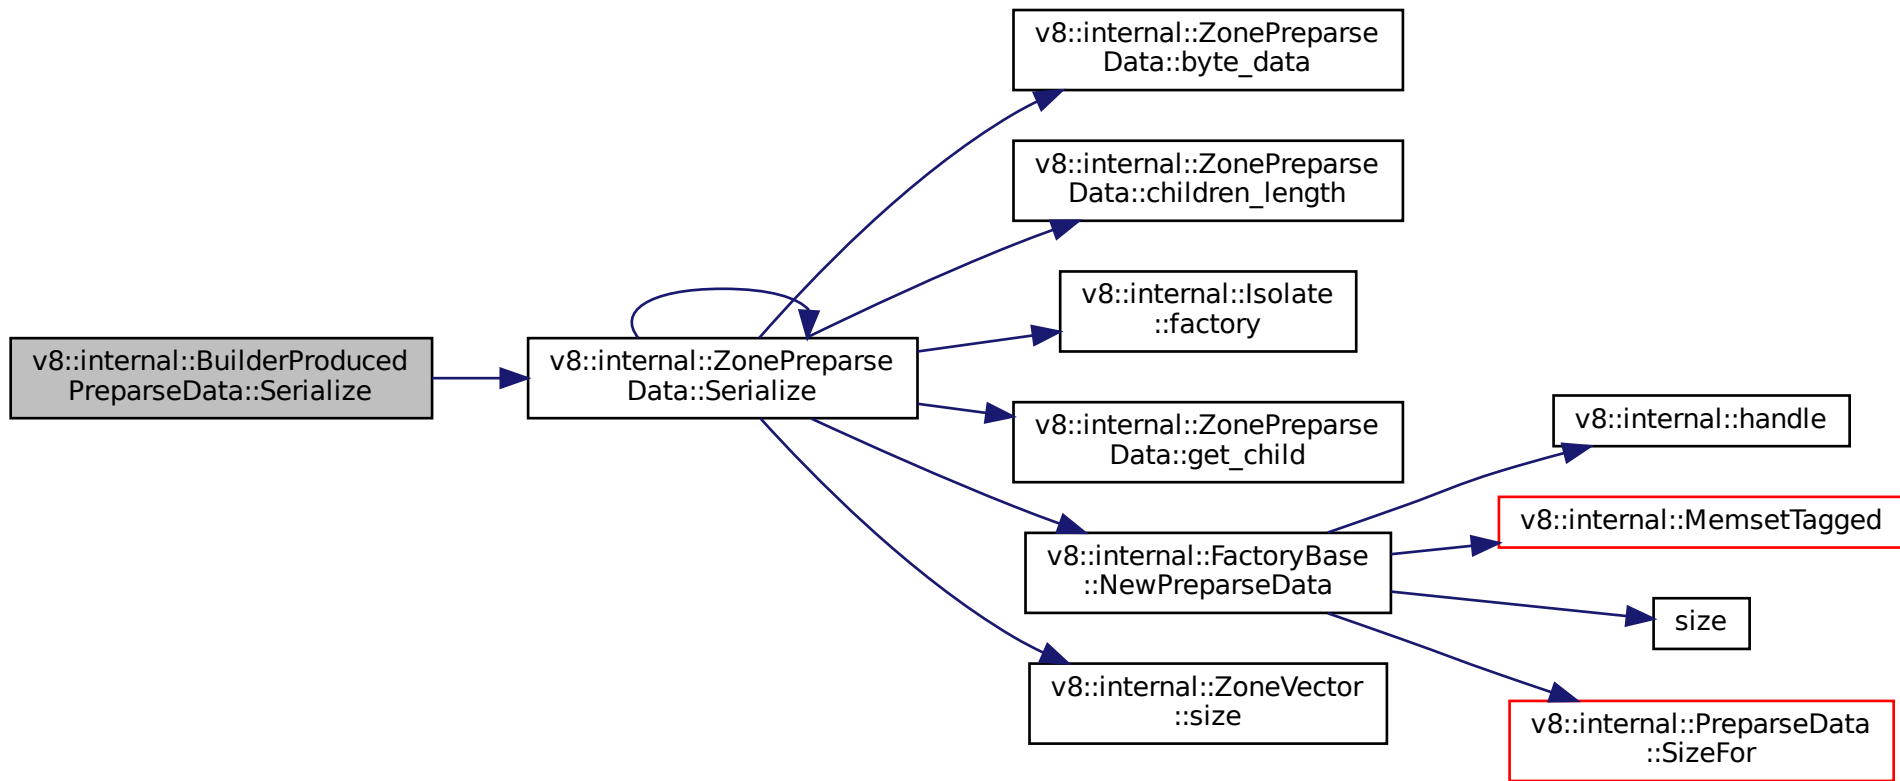 v8::internal::BuilderProduced
PreparseData::Serialize
v8::internal::ZonePreparse
Data::Serialize
v8::internal::ZonePreparse
Data::byte_data
v8::internal::ZonePreparse
Data::children_length
v8::internal::Isolate
::factory
v8::internal::ZonePreparse
Data::get_child
v8::internal::FactoryBase
::NewPreparseData
v8::internal::ZoneVector
::size
v8::internal::handle
v8::internal::MemsetTagged
size
v8::internal::PreparseData
::SizeFor